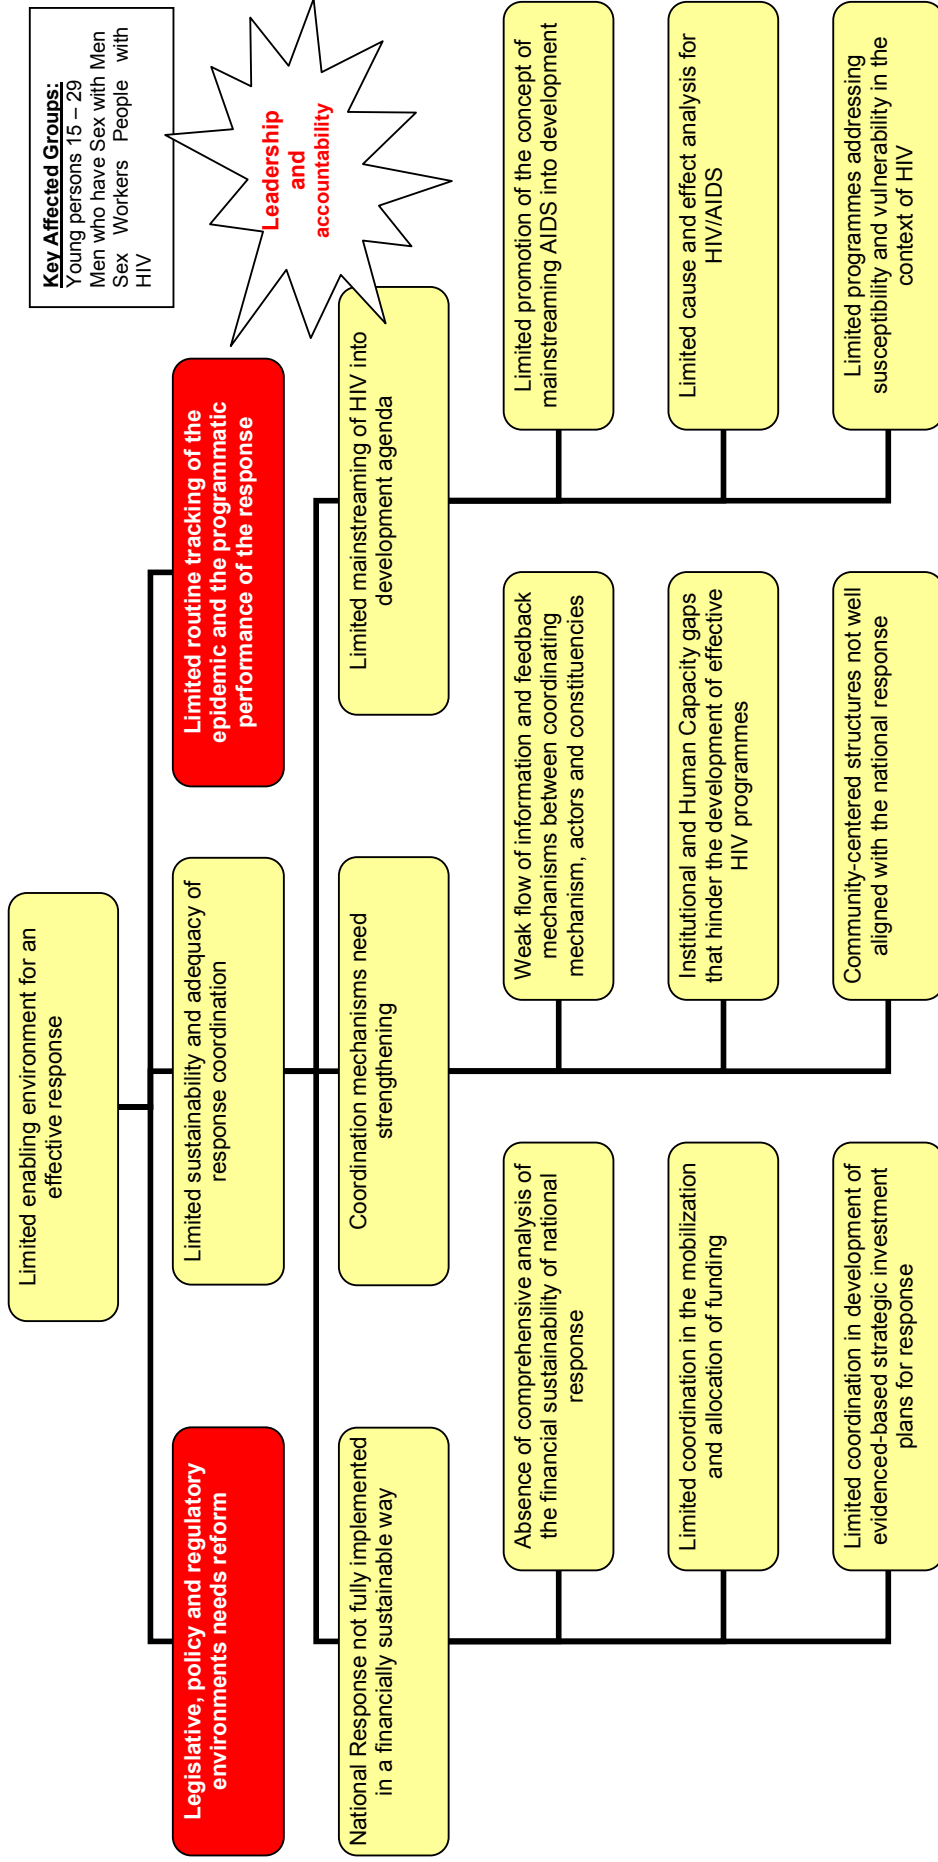 Limited enabling environment for an
effective response
Key Affected Groups:
Young persons 15 – 29
Men who have Sex with Men
Sex Workers People with
HIV
Leadership
and
accountability
Legislative, policy and regulatory
environments needs reform
Limited sustainability and adequacy of
response coordination
Limited routine tracking of the
epidemic and the programmatic
performance of the response
National Response not fully implemented
in a financially sustainable way
Coordination mechanisms need
strengthening
Limited mainstreaming of HIV into
development agenda
Absence of comprehensive analysis of
the financial sustainability of national
response
Weak flow of information and feedback
mechanisms between coordinating
mechanism, actors and constituencies
Limited promotion of the concept of
mainstreaming AIDS into development
Limited coordination in the mobilization
and allocation of funding
Institutional and Human Capacity gaps
that hinder the development of effective
HIV programmes
Limited cause and effect analysis for
HIV/AIDS
Limited coordination in development of
evidenced-based strategic investment
plans for response
Community-centered structures not well
aligned with the national response
Limited programmes addressing
susceptibility and vulnerability in the
context of HIV